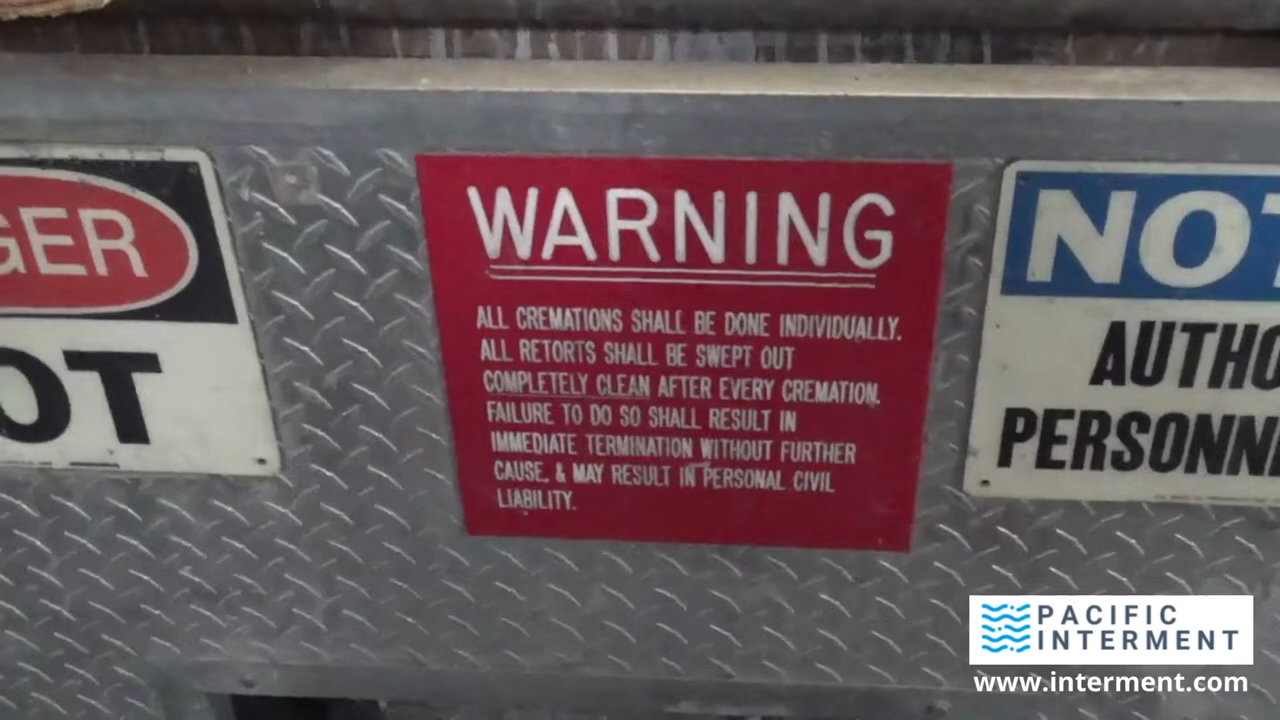 GER
OT
WARNING
ALL CREMATIONS SHALL BE DONE INDIVIDUALLY.
ALL RETORTS SHALL BE SWEPT OUT
COMPLETELY CLEAN AFTER EVERY CREMATION.
FAILURE TO DO SO SHALL RESULT IN
IMMEDIATE TERMINATION WITHOUT FURTHER
CAUSE, & MAY RESULT IN PERSONAL CIVIL
LIABILITY.
NOT
AUTHO
PERSONN
PACIFIC
INTERMENT
www.interment.com